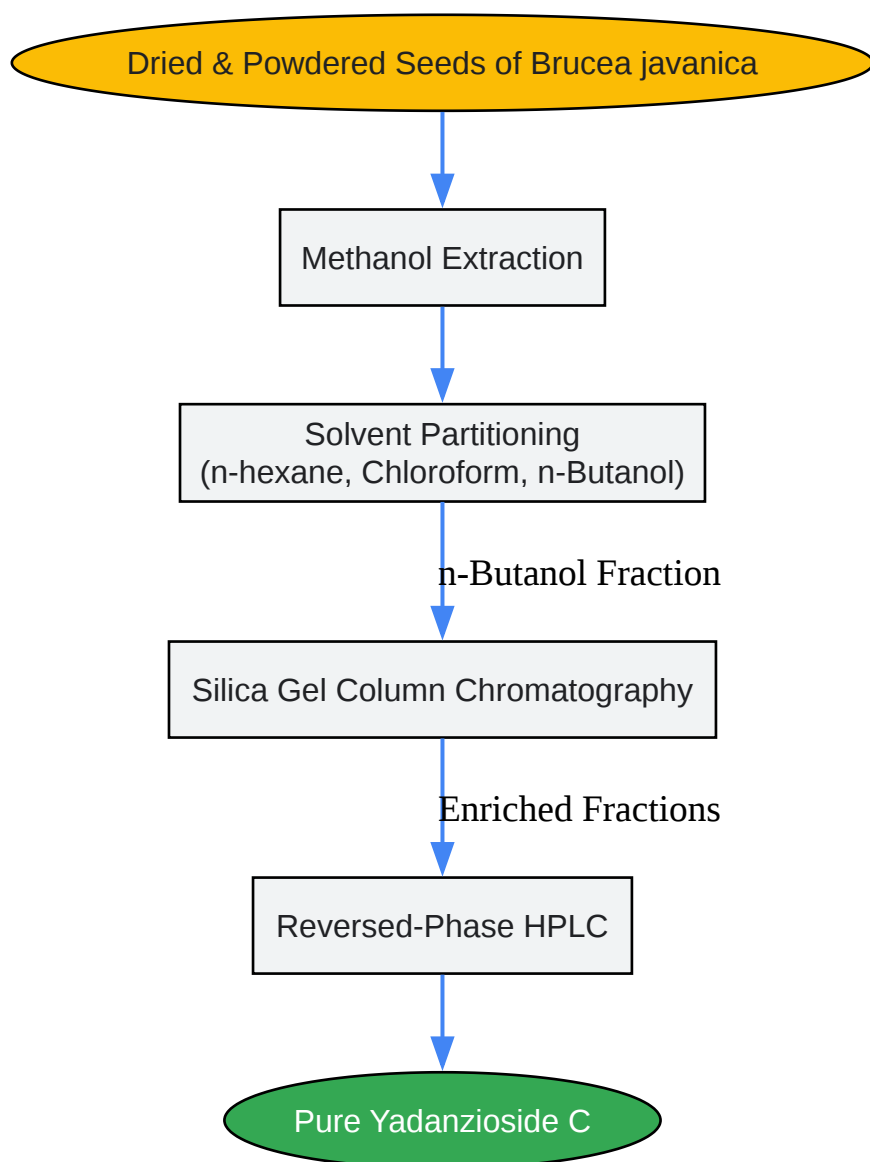 Dried & Powdered Seeds of Brucea javanica
Methanol Extraction
Solvent Partitioning
(n-hexane, Chloroform, n-Butanol)
n-Butanol Fraction
Silica Gel Column Chromatography
Enriched Fractions
Reversed-Phase HPLC
Pure Yadanzioside C